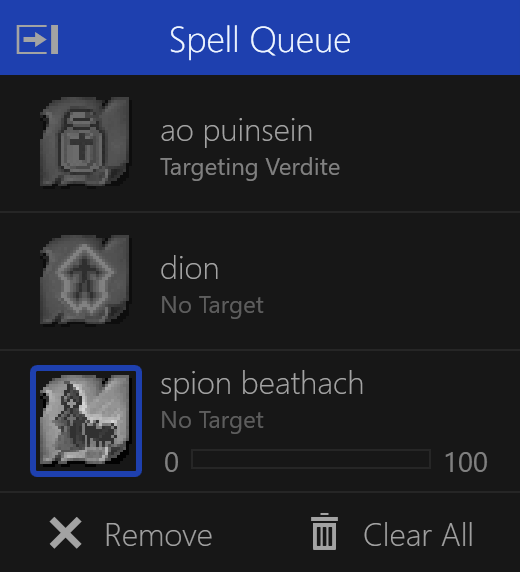 Spell Queue
ao puinsein
Targeting Verdite
dion
No Target
spion beathach
No Target
0 100
Remove Clear All